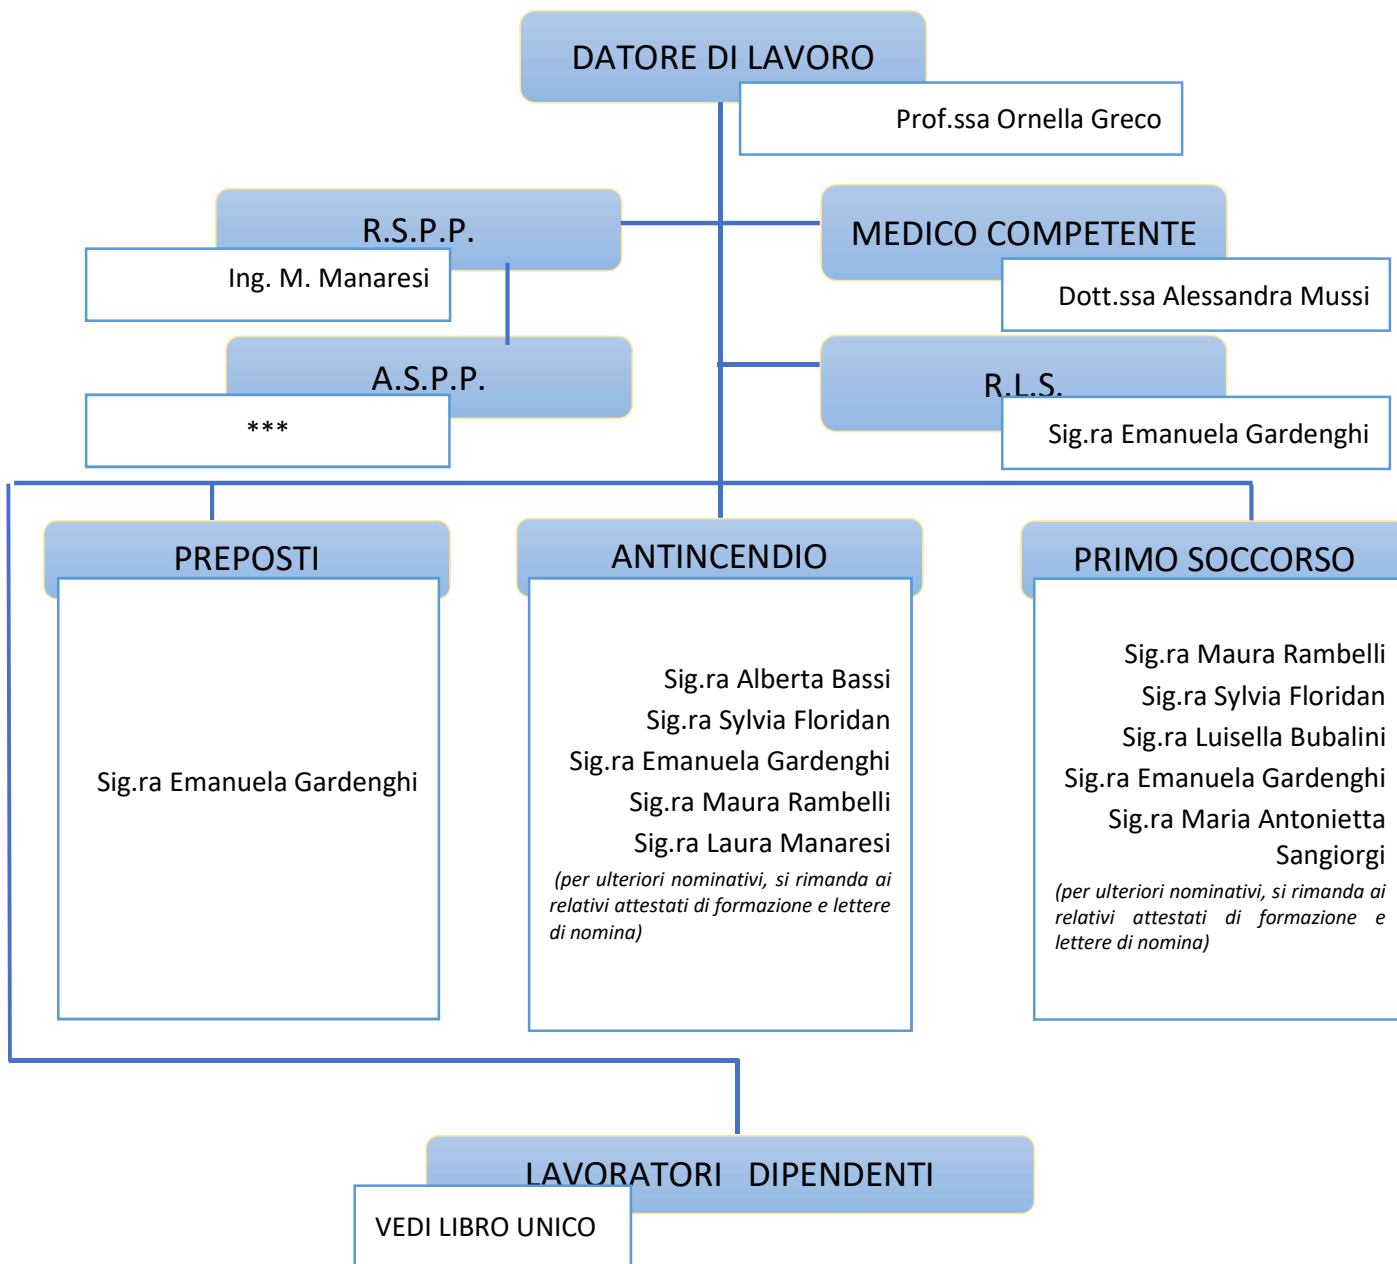 DATORE DI LAVORO
Prof.ssa Ornella Greco
R.S.P.P.
Ing. M. Manaresi
MEDICO COMPETENTE
Dott.ssa Alessandra Mussi
A.S.P.P.
***
R.L.S.
Sig.ra Emanuela Gardenghi
PREPOSTI
Sig.ra Emanuela Gardenghi
ANTINCENDIO
Sig.ra Alberta Bassi
Sig.ra Sylvia Floridan
Sig.ra Emanuela Gardenghi
Sig.ra Maura Rambelli
Sig.ra Laura Manaresi
(per ulteriori nominativi, si rimanda ai
relativi attestati di formazione e lettere
di nomina)
PRIMO SOCCORSO
Sig.ra Maura Rambelli
Sig.ra Sylvia Floridan
Sig.ra Luisella Bubalini
Sig.ra Emanuela Gardenghi
Sig.ra Maria Antonietta
Sangiorgi
(per ulteriori nominativi, si rimanda ai
relativi attestati di formazione e
lettere di nomina)
LAVORATORI DIPENDENTI
VEDI LIBRO UNICO